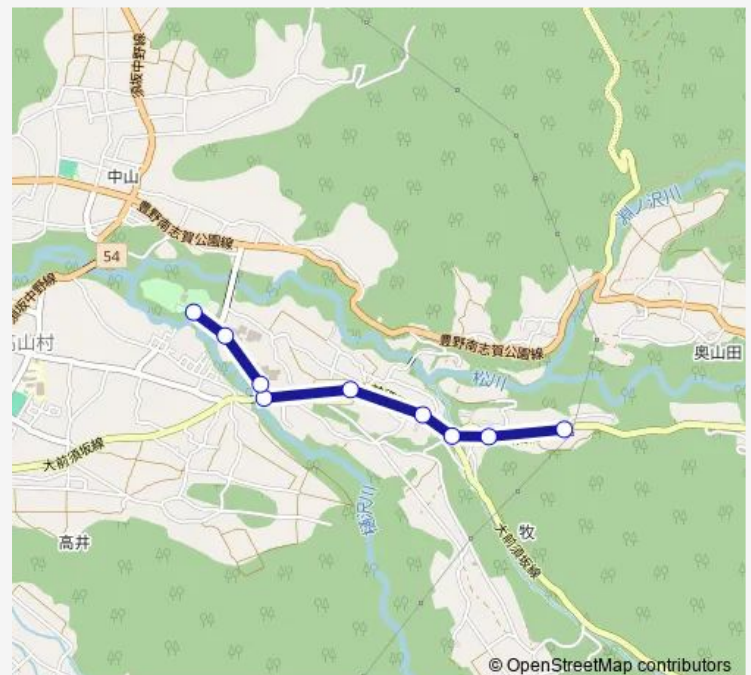 須坂中野線
中山
豊野南志賀公園線
54
須坂中野線
高山村
渕ノ沢川
豊野南志賀公園線
奥山田
松川
大前須坂線
樋沢川
高井
牧
大前須坂線
© OpenStreetMap contributors